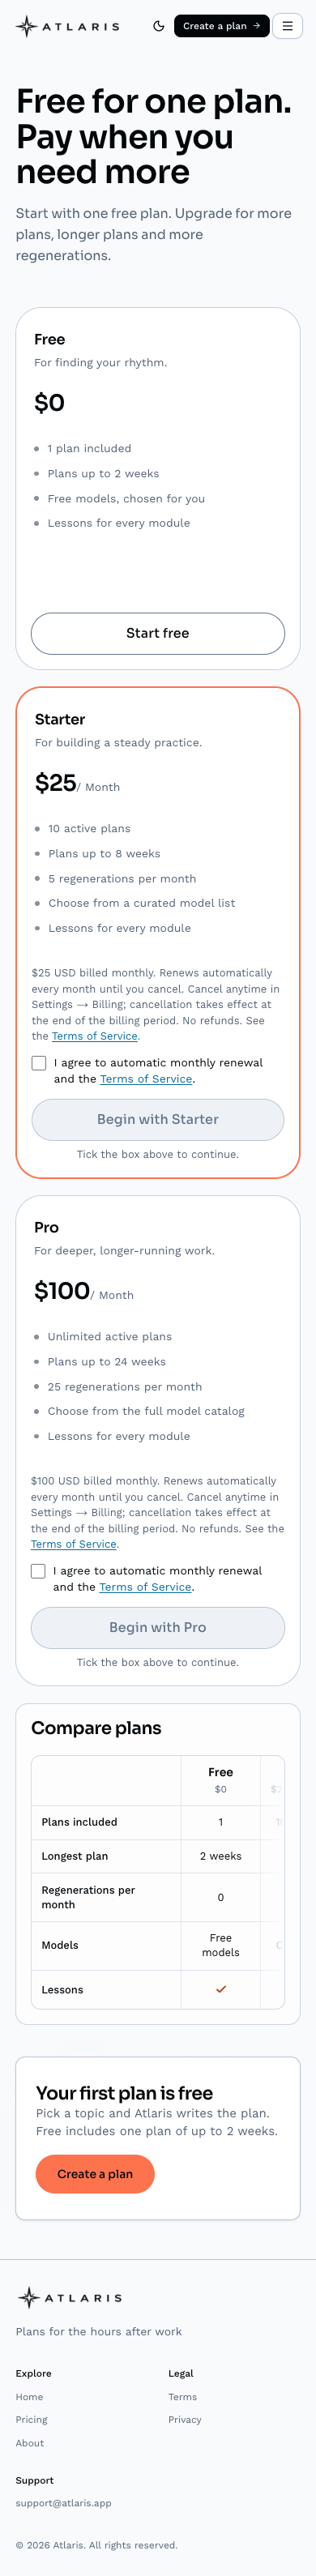 ATLARIS
Create a plan →
Free for one plan.
Pay when you
need more
Start with one free plan. Upgrade for more
plans, longer plans and more
regenerations.
Free
For finding your rhythm.
$0
1 plan included
Plans up to 2 weeks
Free models, chosen for you
Lessons for every module
Start free
Starter
For building a steady practice.
$25/ Month
10 active plans
Plans up to 8 weeks
5 regenerations per month
Choose from a curated model list
Lessons for every module
$25 USD billed monthly. Renews automatically
every month until you cancel. Cancel anytime in
Settings → Billing; cancellation takes effect at
the end of the billing period. No refunds. See
the Terms of Service.
I agree to automatic monthly renewal
and the Terms of Service.
Begin with Starter
Tick the box above to continue.
Pro
For deeper, longer-running work.
$100/ Month
Unlimited active plans
Plans up to 24 weeks
25 regenerations per month
Choose from the full model catalog
Lessons for every module
$100 USD billed monthly. Renews automatically
every month until you cancel. Cancel anytime in
Settings → Billing; cancellation takes effect at
the end of the billing period. No refunds. See the
Terms of Service.
I agree to automatic monthly renewal
and the Terms of Service.
Begin with Pro
Tick the box above to continue.
Compare plans
Free
$0
Plans included 1
Longest plan 2 weeks
Regenerations per
month 0
Models Free
models
Lessons
Your first plan is free
Pick a topic and Atlaris writes the plan.
Free includes one plan of up to 2 weeks.
Create a plan
ATLARIS
Plans for the hours after work
Explore
Home
Pricing
About
Legal
Terms
Privacy
Support
support@atlaris.app
© 2026 Atlaris. All rights reserved.